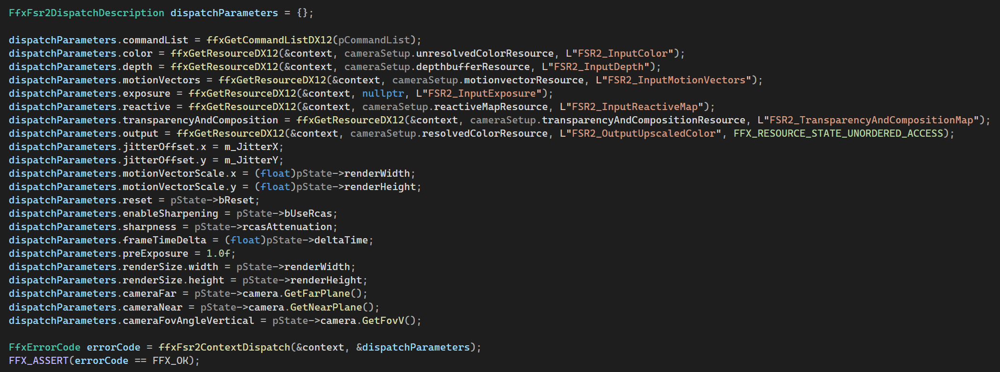 FfxFsr2DispatchDescription dispatchParameters = {};
dispatchParameters.commandList = ffxGetCommandListDX12(pCommandList);
dispatchParameters.color = ffxGetResourceDX12(&context, cameraSetup.unresolvedColorResource, L"FSR2_InputColor");
dispatchParameters.depth = ffxGetResourceDX12(&context, cameraSetup.depthbufferResource, L"FSR2_InputDepth");
dispatchParameters.motionVectors = ffxGetResourceDX12(&context, cameraSetup.motionvectorResource, L"FSR2_InputMotionVectors");
dispatchParameters.exposure = ffxGetResourceDX12(&context, nullptr, L"FSR2_InputExposure");
dispatchParameters.reactive = ffxGetResourceDX12(&context, cameraSetup.reactiveMapResource, L"FSR2_InputReactiveMap");
dispatchParameters.transparencyAndComposition = ffxGetResourceDX12(&context, cameraSetup.transparencyAndCompositionResource, L"FSR2_TransparencyAndCompositionMap");
dispatchParameters.output = ffxGetResourceDX12(&context, cameraSetup.resolvedColorResource, L"FSR2_OutputUpscaledColor", FFX_RESOURCE_STATE_UNORDERED_ACCESS);
dispatchParameters.jitterOffset.x = m_JitterX;
dispatchParameters.jitterOffset.y = m_JitterY;
dispatchParameters.motionVectorScale.x = (float)pState->renderWidth;
dispatchParameters.motionVectorScale.y = (float)pState->renderHeight;
dispatchParameters.reset = pState->bReset;
dispatchParameters.enableSharpening = pState->bUseRcas;
dispatchParameters.sharpness = pState->rcasAttenuation;
dispatchParameters.frameTimeDelta = (float)pState->deltaTime;
dispatchParameters.preExposure = 1.0f;
dispatchParameters.renderSize.width = pState->renderWidth;
dispatchParameters.renderSize.height = pState->renderHeight;
dispatchParameters.cameraFar = pState->camera.GetFarPlane();
dispatchParameters.cameraNear = pState->camera.GetNearPlane();
dispatchParameters.cameraFovAngleVertical = pState->camera.GetFovV();
FfxErrorCode errorCode = ffxFsr2ContextDispatch(&context, &dispatchParameters);
FFX_ASSERT(errorCode == FFX_OK);